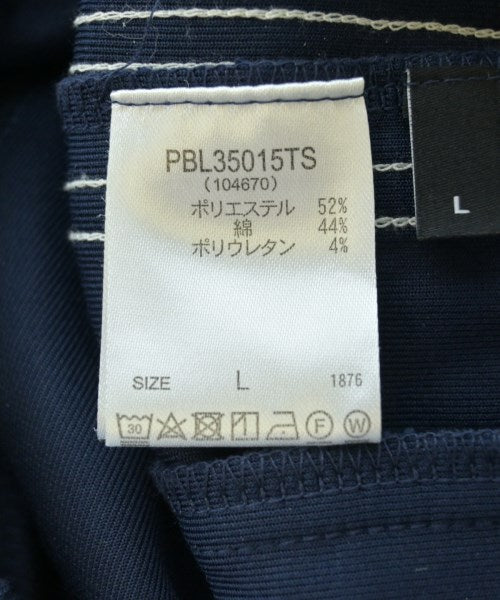 PBL35015TS
(104670)
ポリエステル 52%
綿 44%
ポリウレタン 4%
SIZE L 1876
30 F W
L